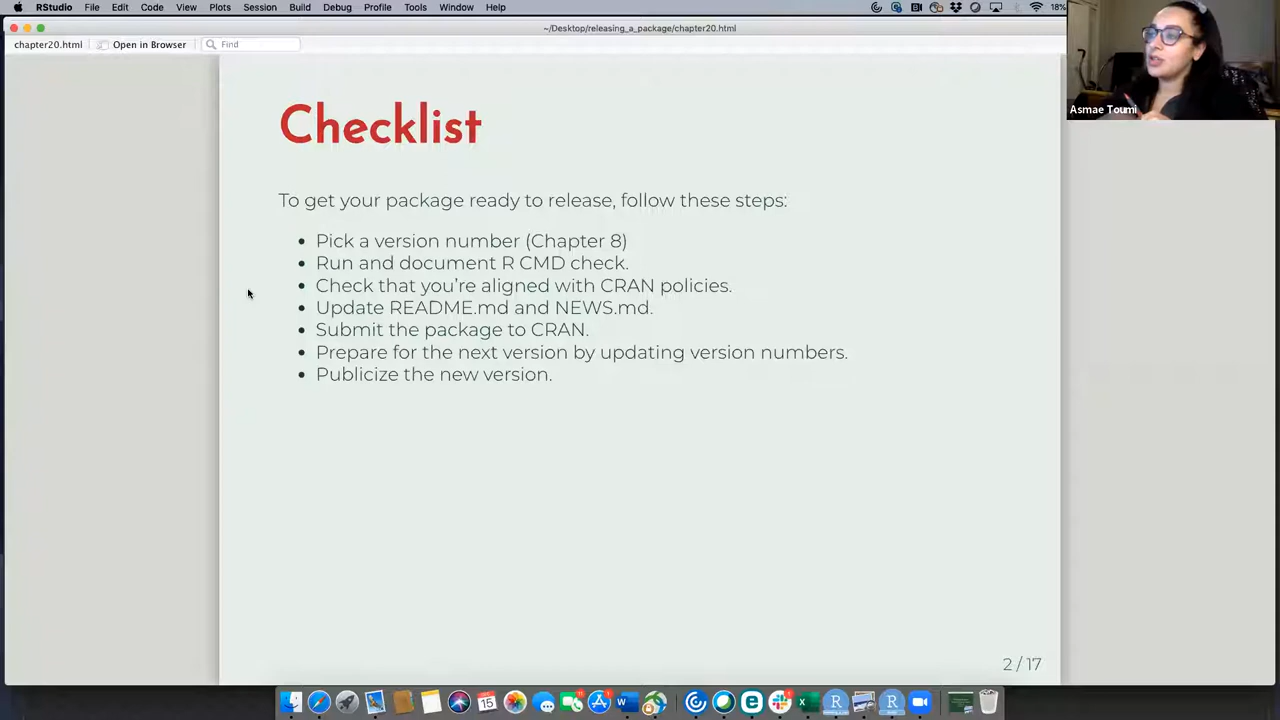 RStudio File Edit Code View Plots Session Build Debug Profile Tools Window Help 18%
~/Desktop/releasing_a_package/chapter20.html
chapter20.html Open in Browser Find
Asmae Toumi
Checklist
To get your package ready to release, follow these steps:
• Pick a version number (Chapter 8)
• Run and document R CMD check.
• Check that you’re aligned with CRAN policies.
• Update README.md and NEWS.md.
• Submit the package to CRAN.
• Prepare for the next version by updating version numbers.
• Publicize the new version.
2 / 17
15